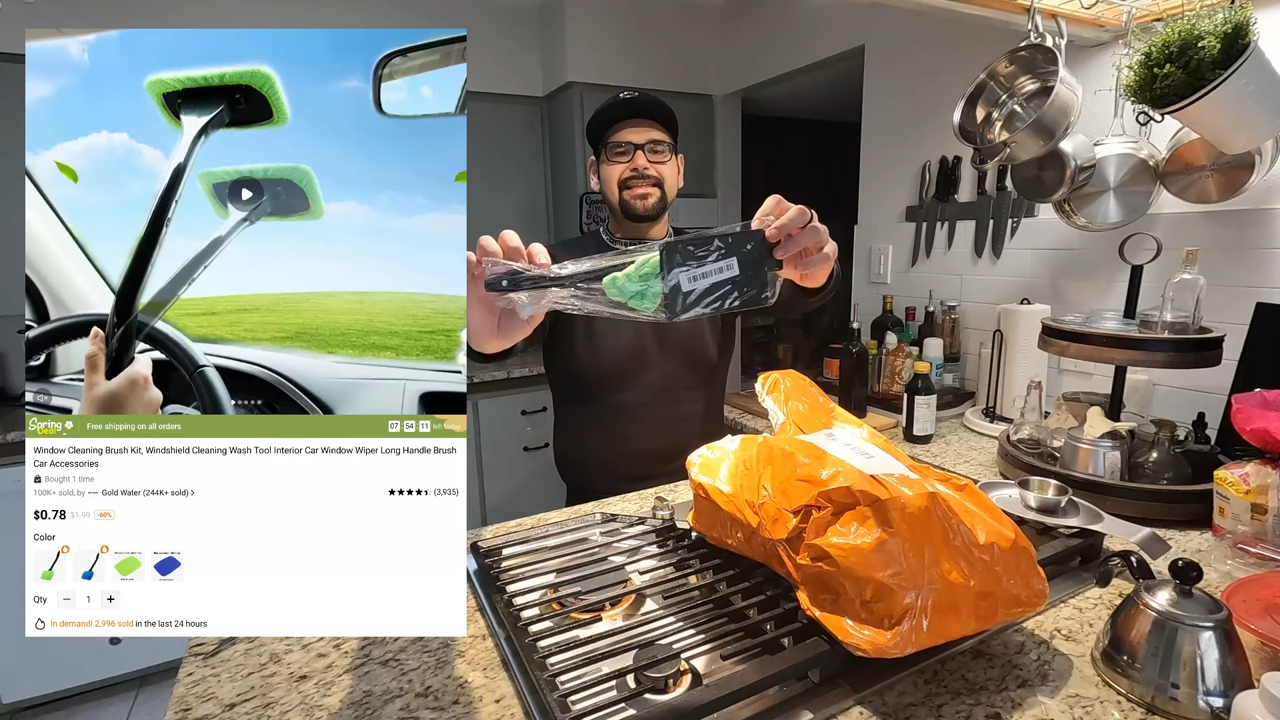 Spring
Deal
Free shipping on all orders
07 54 11 left today
Window Cleaning Brush Kit, Windshield Cleaning Wash Tool Interior Car Window Wiper Long Handle Brush
Car Accessories
Bought 1 time
100K+ sold, by Gold Water (244K+ sold) >
(3,935)
$0.78 $1.99 -60%
Color
Qty − 1 +
In demand! 2,996 sold in the last 24 hours